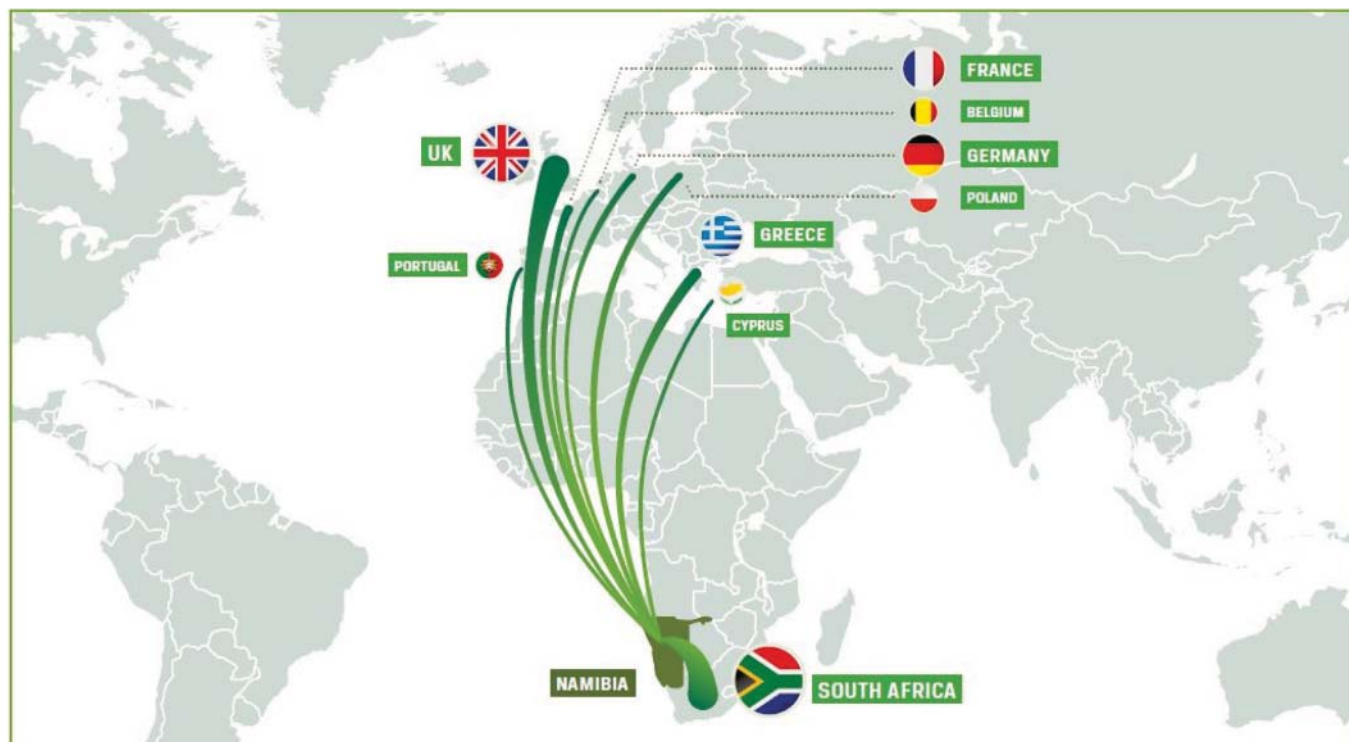 FRANCE
BELGIUM
UK
GERMANY
POLAND
GREECE
PORTUGAL
CYPRUS
NAMIBIA
SOUTH AFRICA